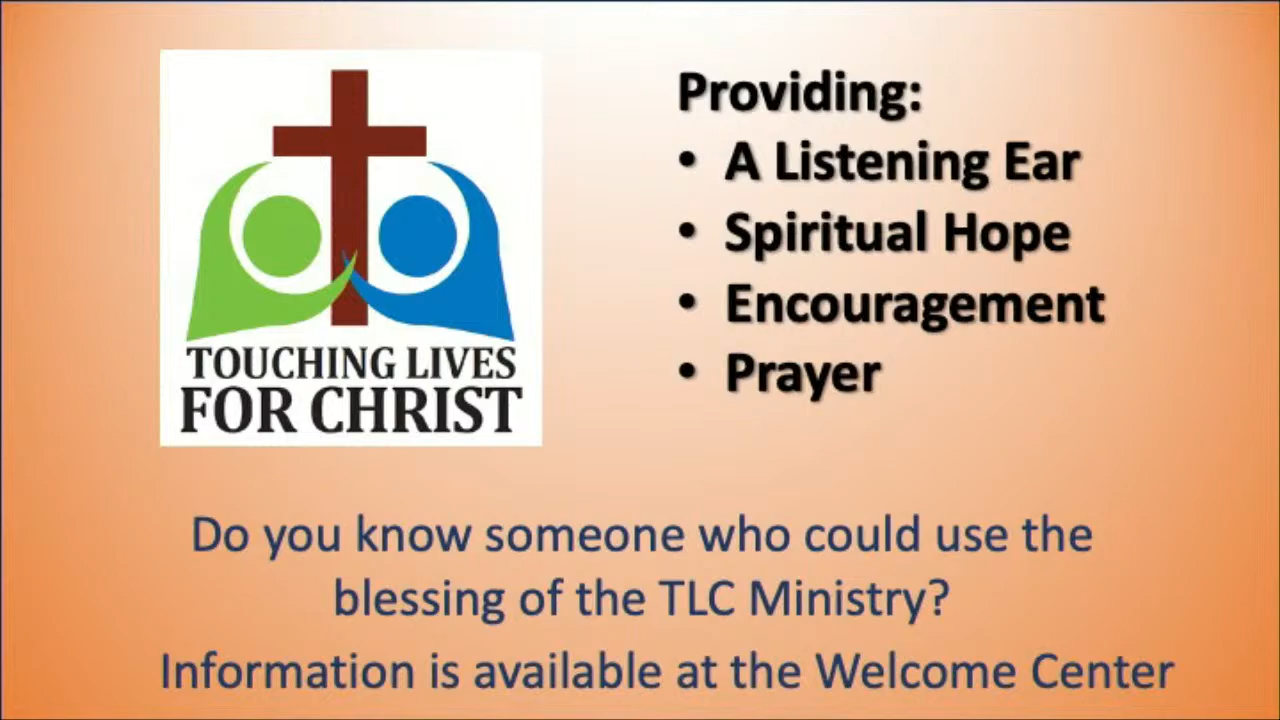 TOUCHING LIVES
FOR CHRIST
Providing:
• A Listening Ear
• Spiritual Hope
• Encouragement
• Prayer
Do you know someone who could use the
blessing of the TLC Ministry?
Information is available at the Welcome Center